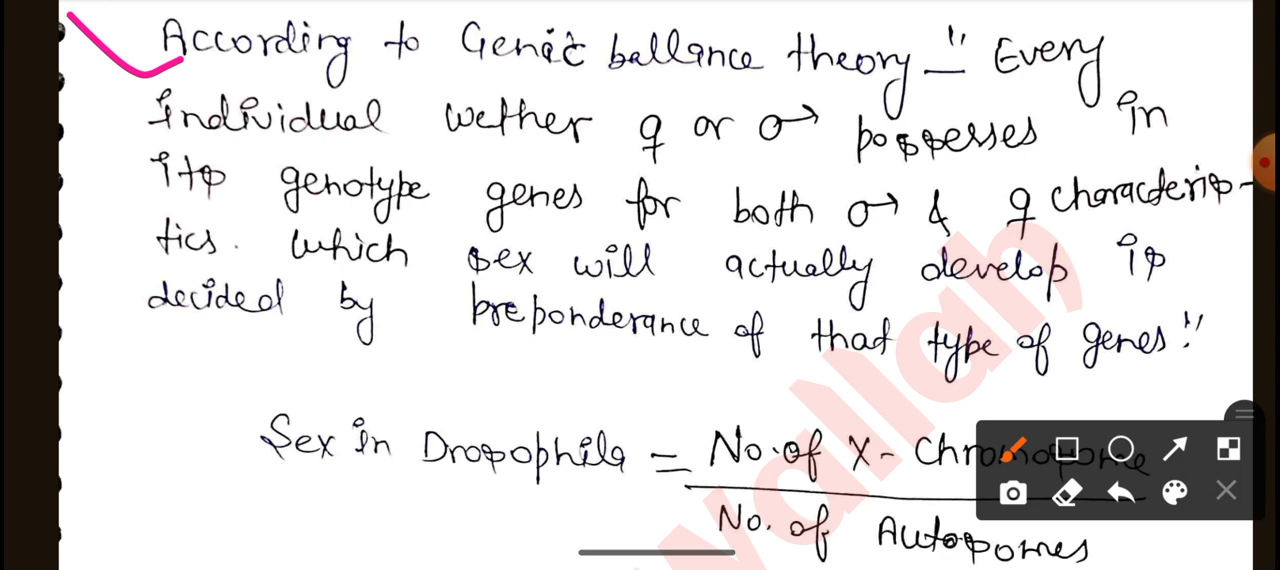 According to Genic ballance theory – " Every
individual wether ♀ or ♂ possesses in
its genotype genes for both ♂ & ♀ characteris-
tics. which sex will actually develop is
decided by preponderance of that type of genes."
Sex in Drosophila = No. of X - Chromosome
No. of Autosomes
wallah